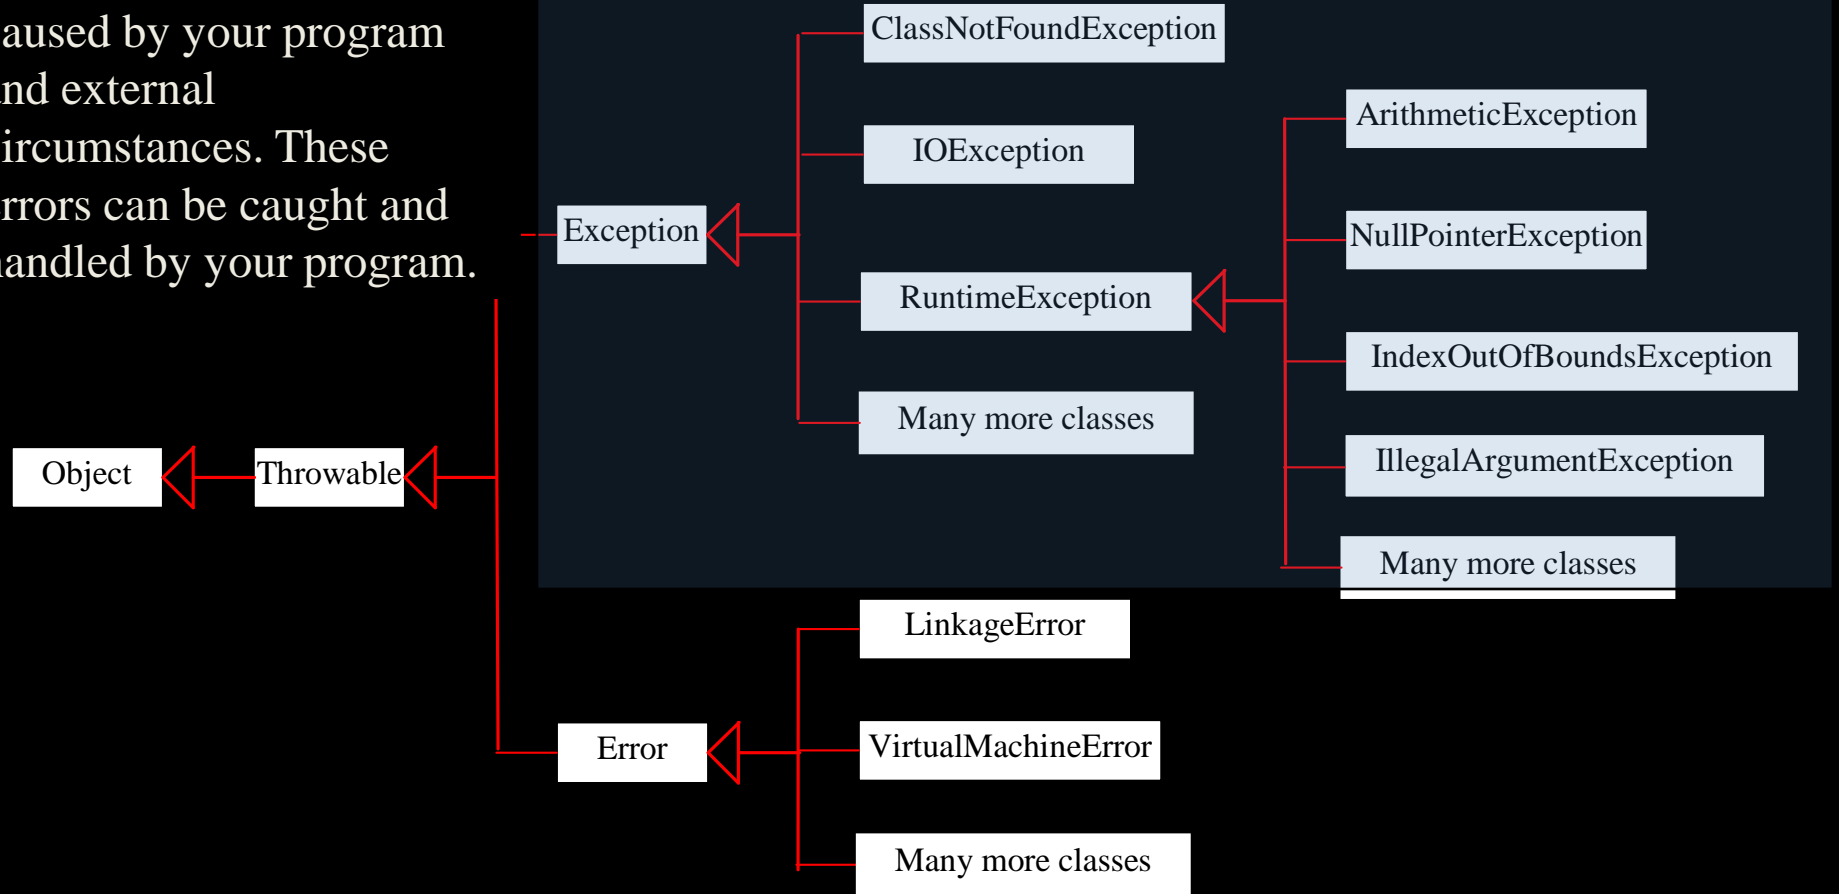 aused by your program
nd external
ircumstances. These
rrors can be caught and
andled by your program.
ClassNotFoundException
IOException
Exception
RuntimeException
Many more classes
ArithmeticException
NullPointerException
IndexOutOfBoundsException
IllegalArgumentException
Many more classes
Object
Throwable
LinkageError
Error
VirtualMachineError
Many more classes